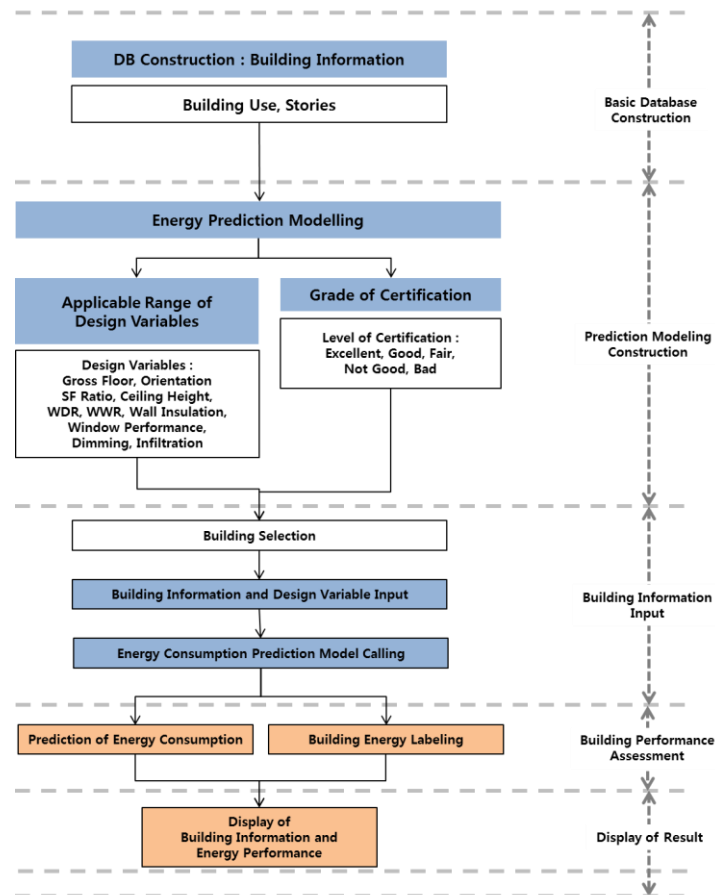 DB Construction : Building Information
Building Use, Stories
Basic Database
Construction
Energy Prediction Modelling
Applicable Range of
Design Variables
Grade of Certification
Design Variables :
Gross Floor, Orientation
SF Ratio, Ceiling Height,
WDR, WWR, Wall Insulation,
Window Performance,
Dimming, Infiltration
Level of Certification :
Excellent, Good, Fair,
Not Good, Bad
Prediction Modeling
Construction
Building Selection
Building Information and Design Variable Input
Energy Consumption Prediction Model Calling
Building Information
Input
Prediction of Energy Consumption
Building Energy Labeling
Building Performance
Assessment
Display of
Building Information and
Energy Performance
Display of Result